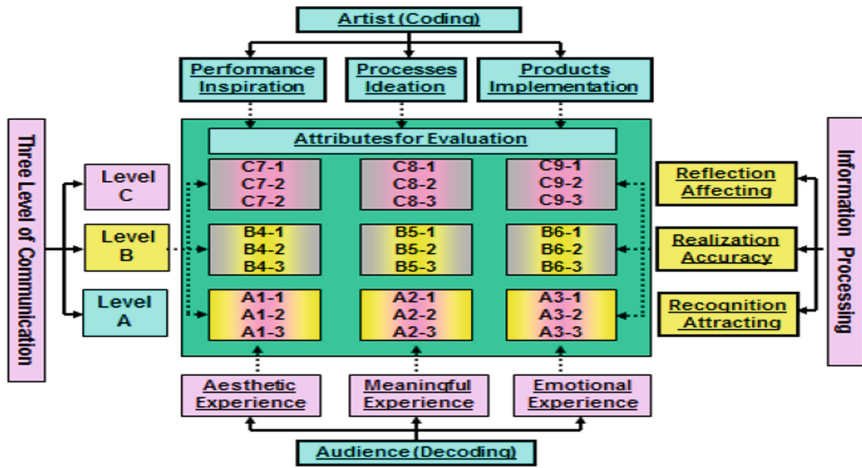 Artist (Coding)
Performance
Inspiration
Processes
Ideation
Products
Implementation
Attributes for Evaluation
Three Level of Communication
Level
C
Level
B
Level
A
C7-1
C7-2
C7-2
C8-1
C8-2
C8-3
C9-1
C9-2
C9-3
B4-1
B4-2
B4-3
B5-1
B5-2
B5-3
B6-1
B6-2
B6-3
A1-1
A1-2
A1-3
A2-1
A2-2
A2-3
A3-1
A3-2
A3-3
Reflection
Affecting
Realization
Accuracy
Recognition
Attracting
Information Processing
Aesthetic
Experience
Meaningful
Experience
Emotional
Experience
Audience (Decoding)